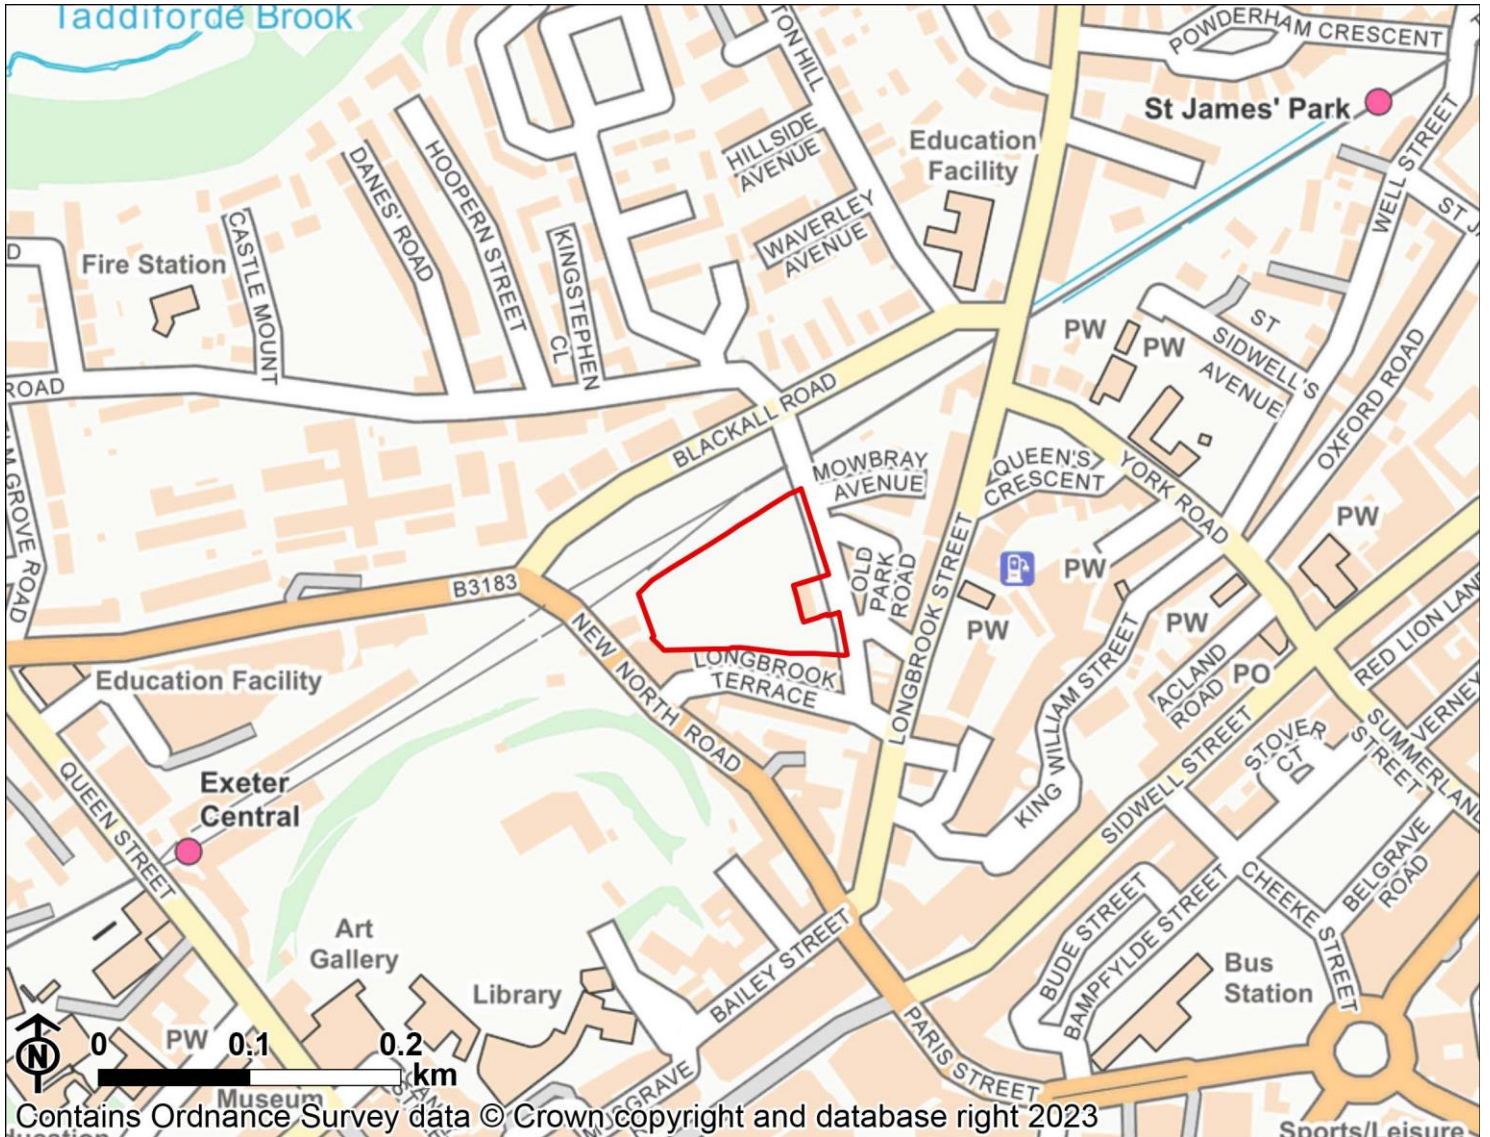 Taddiforde Brook
TON HILL
POWDERHAM CRESCENT
St James' Park
HILLSIDE
AVENUE
Education
Facility
WELL STREET
DANES' ROAD
HOOPERN STREET
WAVERLEY
AVENUE
CASTLE MOUNT
KINGSTEPHEN
CL
D
Fire Station
PW
PW
ST
SIDWELL'S
AVENUE
OXFORD ROAD
ROAD
BLACKALL ROAD
MOWBRAY
AVENUE
QUEEN'S
CRESCENT
YORK ROAD
GROVE ROAD
PW
B3183
OLD
PARK
ROAD
LONGBROOK STREET
PW
PW
PW
NEW NORTH ROAD
LONGBROOK
TERRACE
KING WILLIAM STREET
ACLAND
ROAD
PO
RED LION LANE
VERNEY
SUMMERLAND
STREET
Education Facility
STOVER
CT
SIDWELL STREET
Exeter
Central
QUEEN STREET
BELGRAVE
ROAD
CHEEKE STREET
Art
Gallery
Library
BAILEY STREET
BUDE STREET
BAMPFYLDE STREET
Bus
Station
PARIS STREET
PW
N
0 0.1 0.2
km
Museum
MUSGRAVE
Contains Ordnance Survey data © Crown copyright and database right 2023
Sports/Leisure